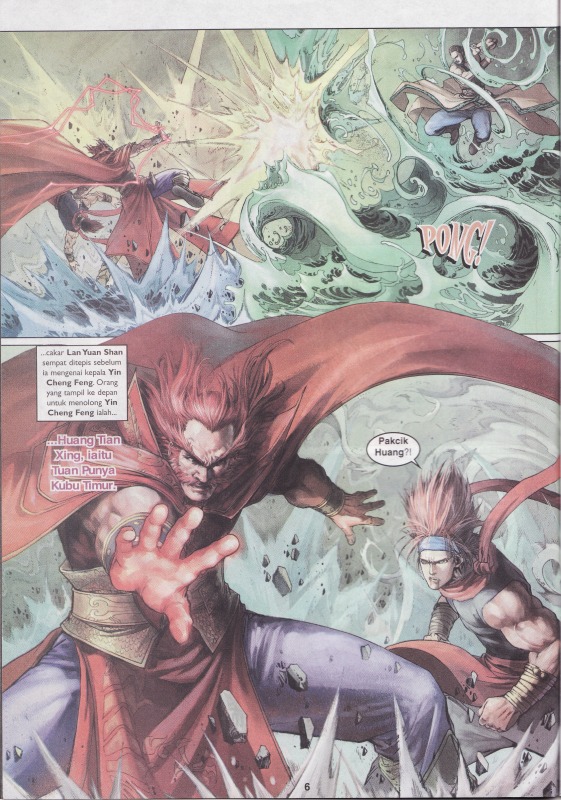 PONG!
...cakar Lan Yuan Shan
sempat ditepis sebelum
ia mengenai kepala Yin
Cheng Feng. Orang
yang tampil ke depan
untuk menolong Yin
Cheng Feng ialah...
...Huang Tian
Xing, iaitu
Tuan Punya
Kubu Timur.
Pakcik
Huang?!
6